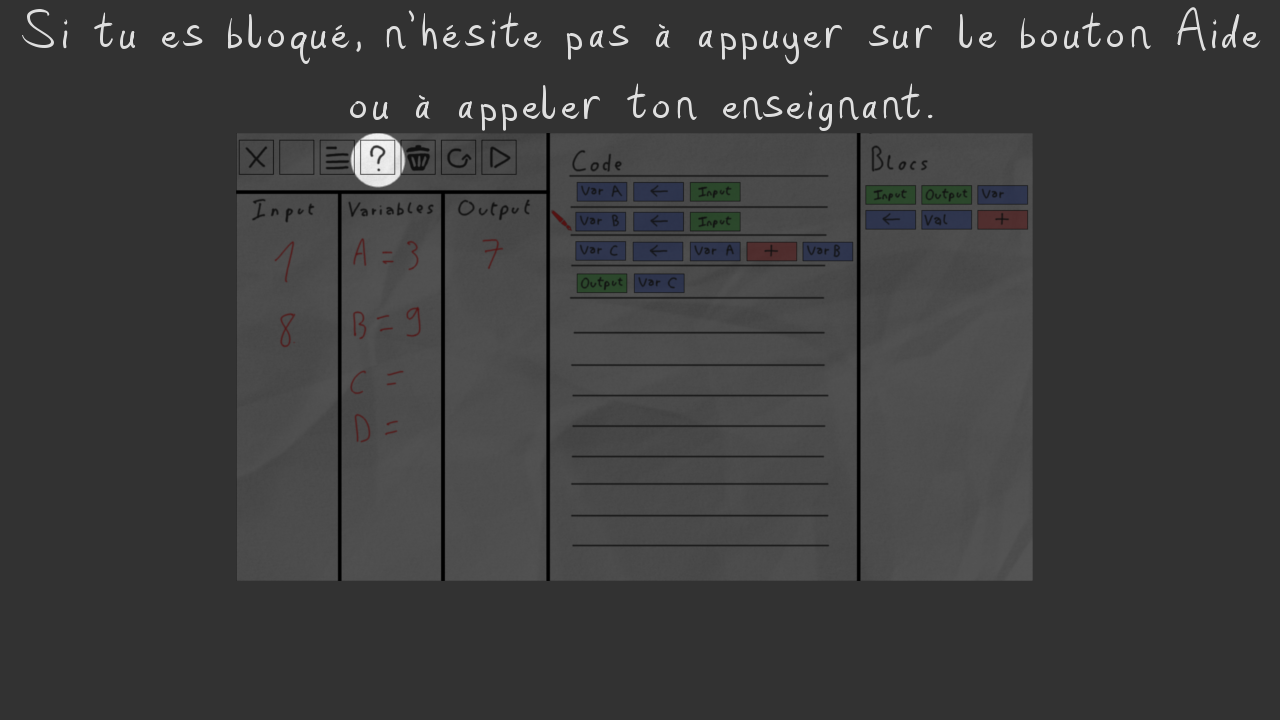 Si tu es bloqué, n'hésite pas à appuyer sur le bouton Aide
ou à appeler ton enseignant.
?
Input Variables Output
1 A = 3 7
8 B = 9
C =
D =
Code
Var A ← Input
Var B ← Input
Var C ← Var A + Var B
Output Var C
Blocs
Input Output Var
← Val +